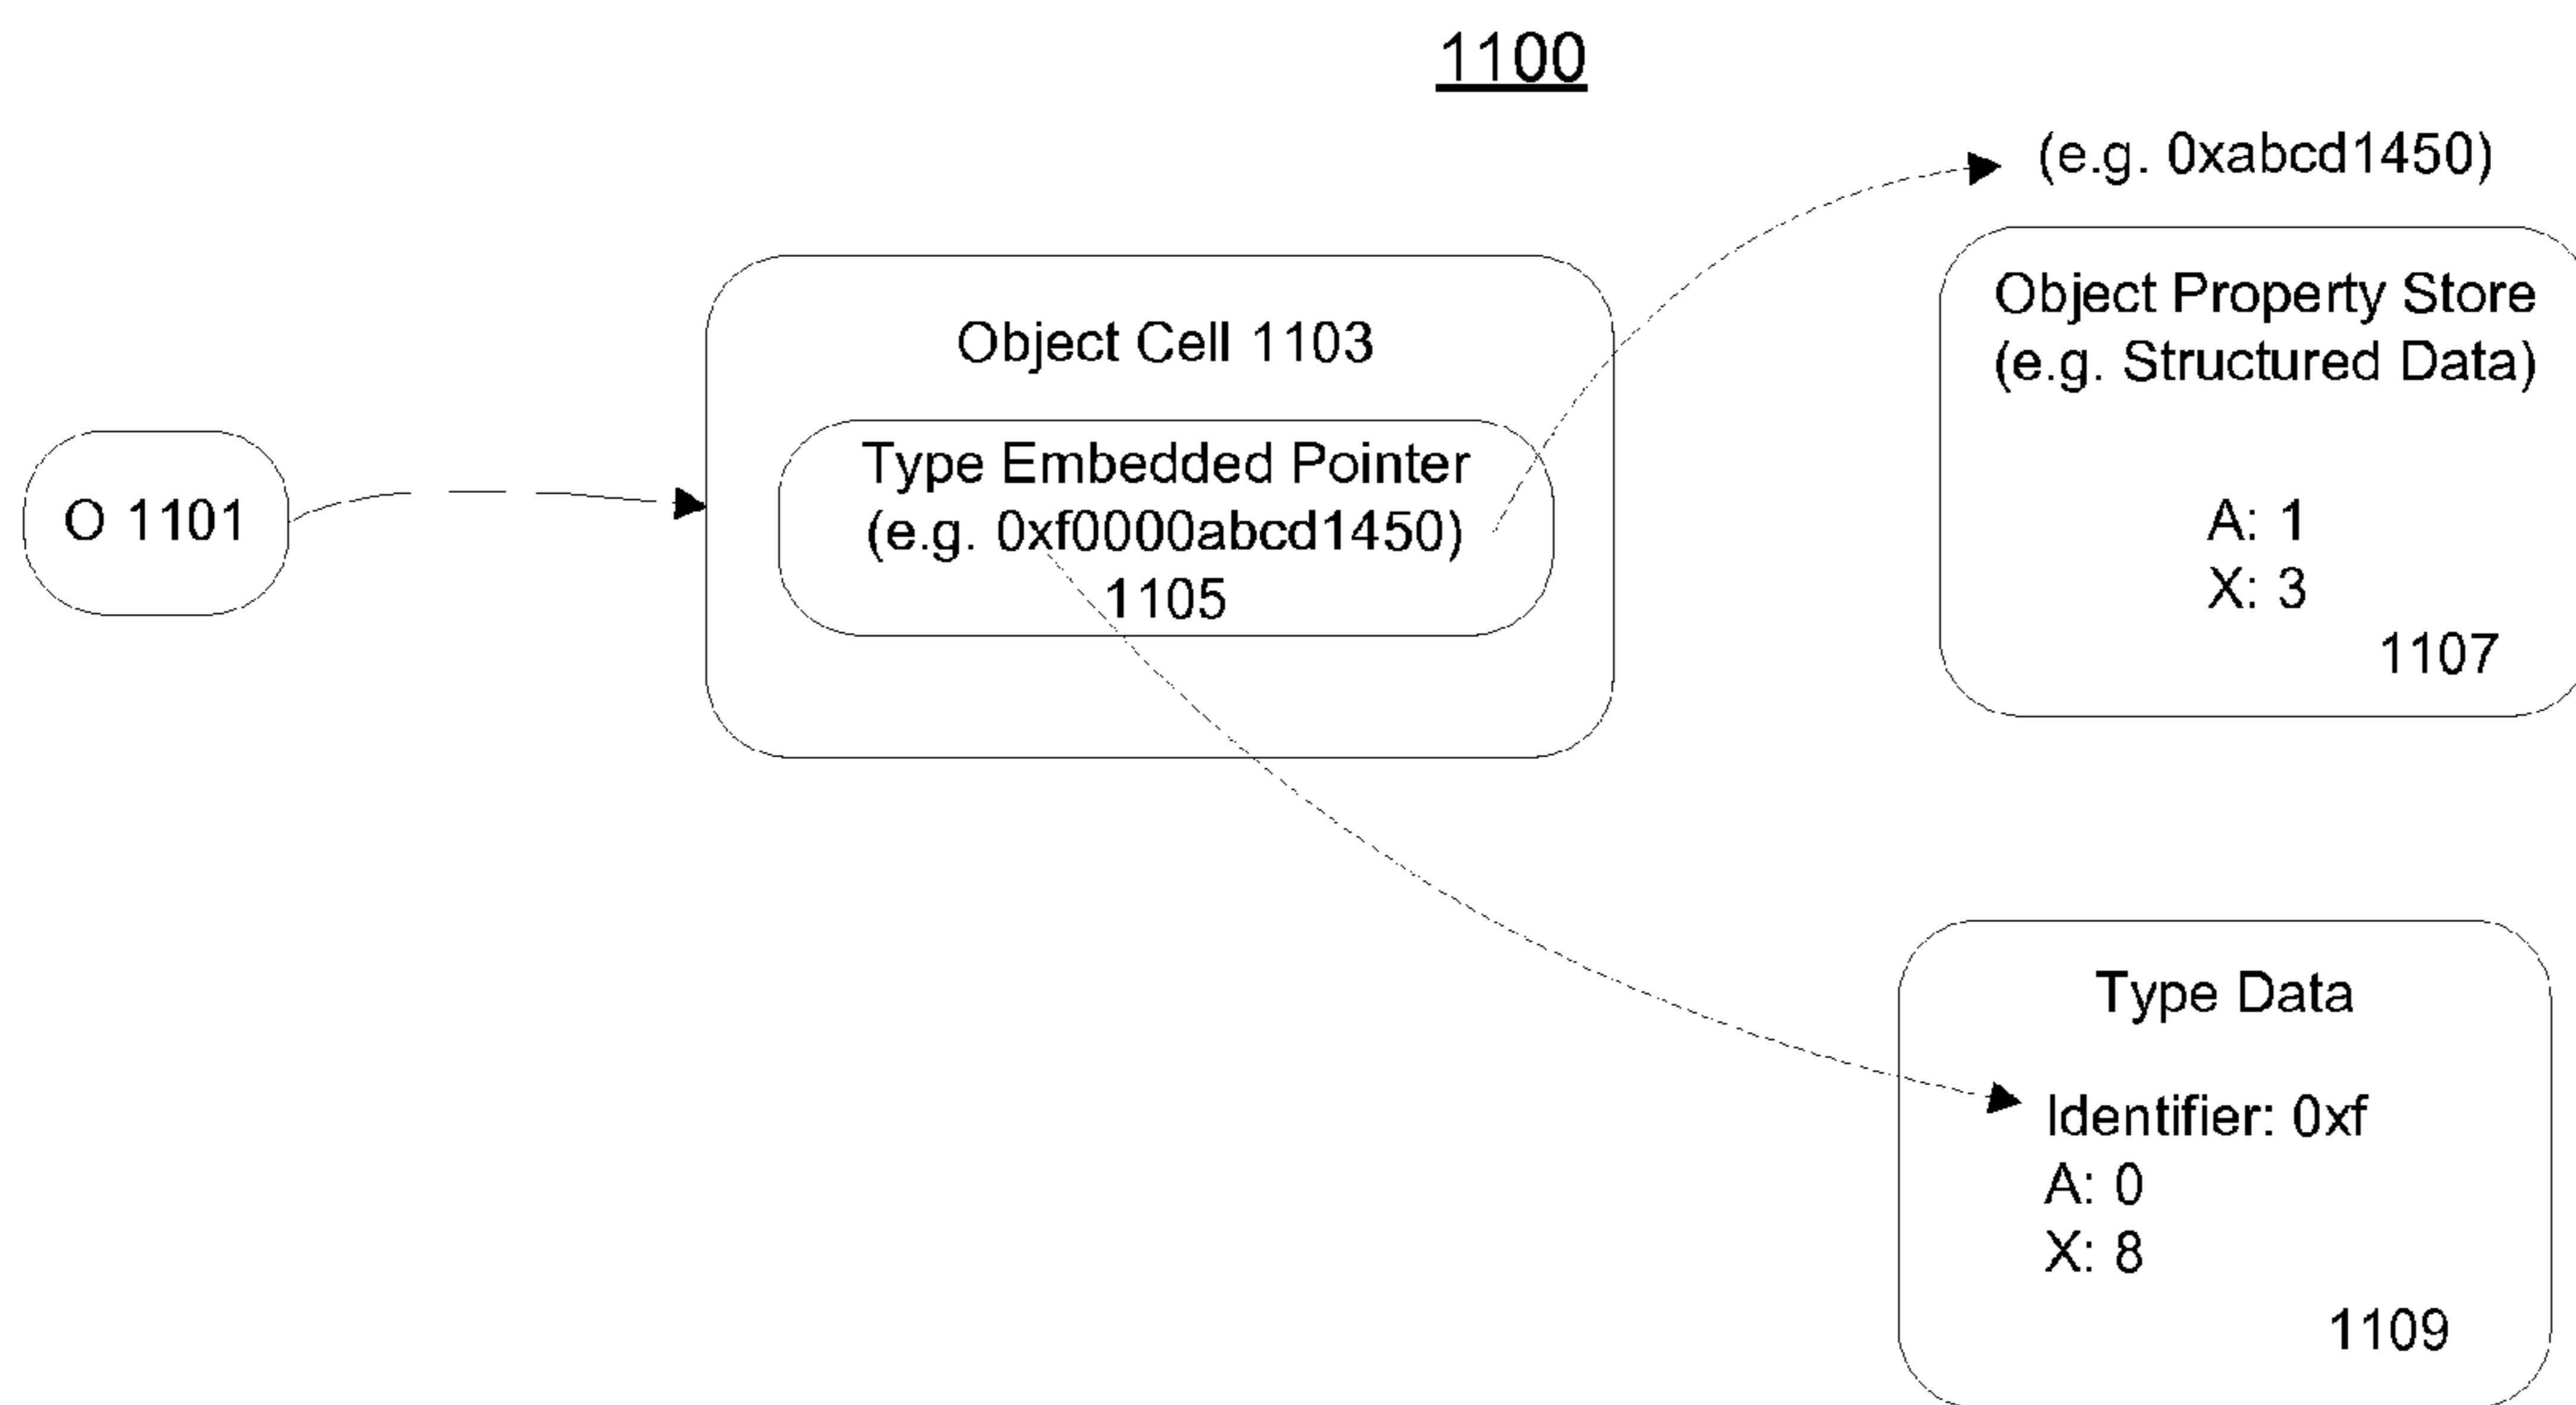 1100
O 1101
Object Cell 1103
Type Embedded Pointer
(e.g. 0xf0000abcd1450)
1105
(e.g. 0xabcd1450)
Object Property Store
(e.g. Structured Data)
A: 1
X: 3
1107
Type Data
Identifier: 0xf
A: 0
X: 8
1109